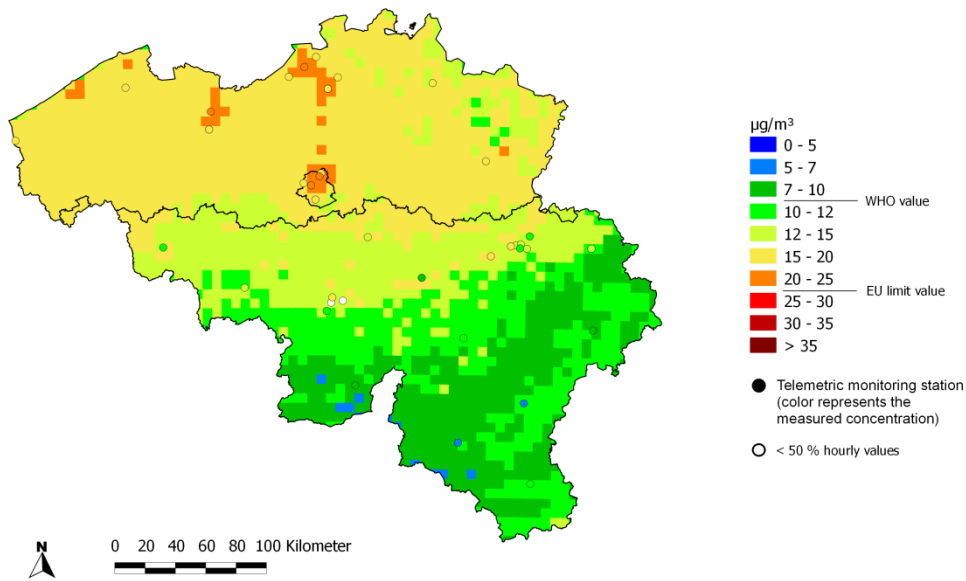 µg/m³
0 - 5
5 - 7
7 - 10
WHO value
10 - 12
12 - 15
15 - 20
20 - 25
EU limit value
25 - 30
30 - 35
> 35
Telemetric monitoring station
(color represents the
measured concentration)
< 50 % hourly values
N
0 20 40 60 80 100 Kilometer